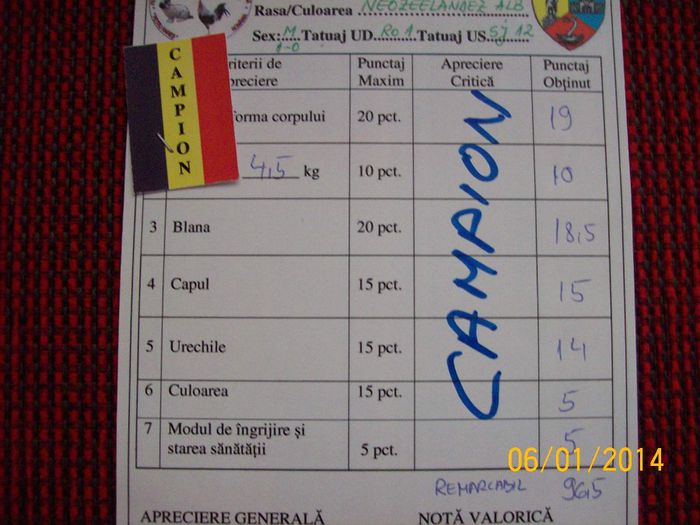 Rasa/Culoarea NEOZEELANDEZ ALB
Sex: M Tatuaj UD. RO 1 Tatuaj US. SJ 12
1-0
CAMPION
riterii de preciere Punctaj Maxim Apreciere Critică Punctaj Obținut
orma corpului 20 pct. 19
4,5 kg 10 pct. 10
3 Blana 20 pct. 18,5
4 Capul 15 pct. 15
5 Urechile 15 pct. 14
6 Culoarea 15 pct. 5
7 Modul de îngrijire și
starea sănătății 5 pct. 5
CAMPION
06/01/2014
REMARCABIL 96,5
APRECIERE GENERALĂ NOTĂ VALORICĂ